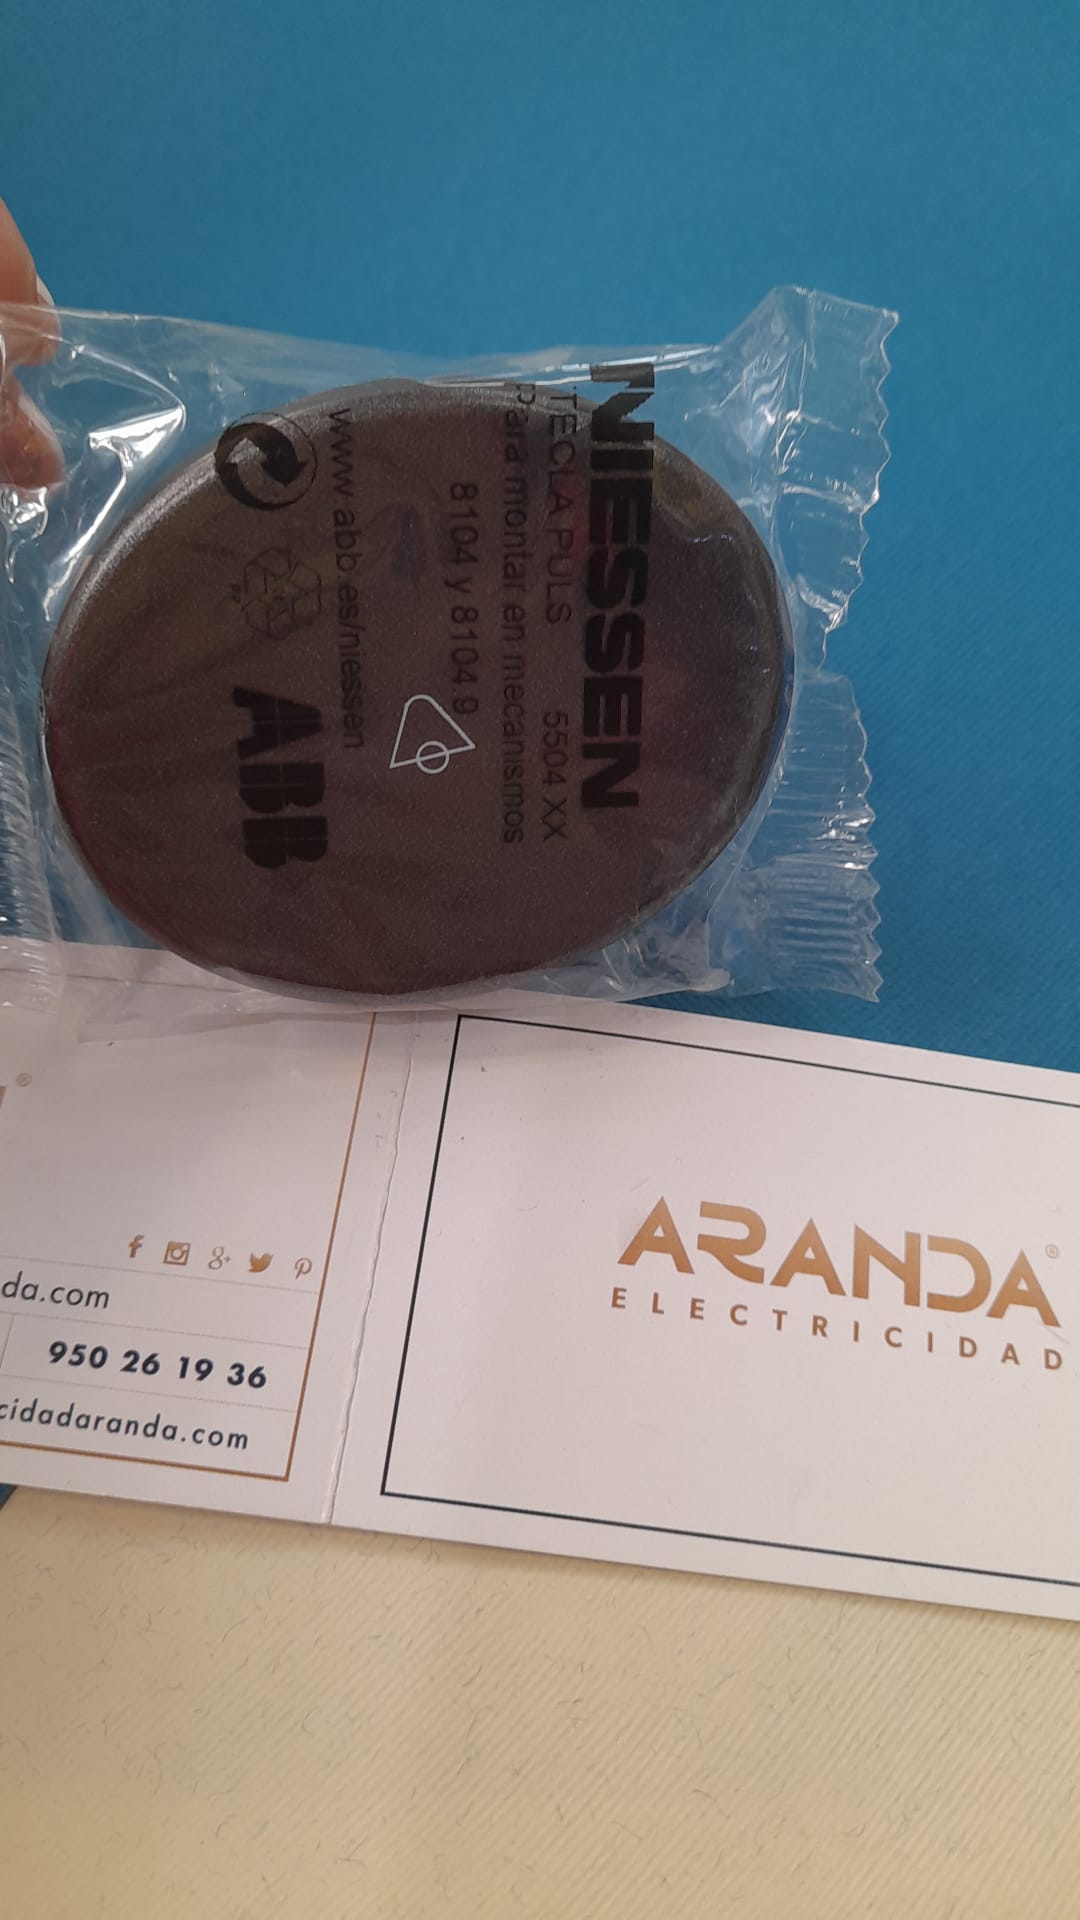 NIESSEN
TECLA PULS 5504 XX
para montar en mecanismos
8104 y 8104.9
www.abb.es/niessen
ABB
da.com
950 26 19 36
cidadaranda.com
ARANDA®
ELECTRICIDAD